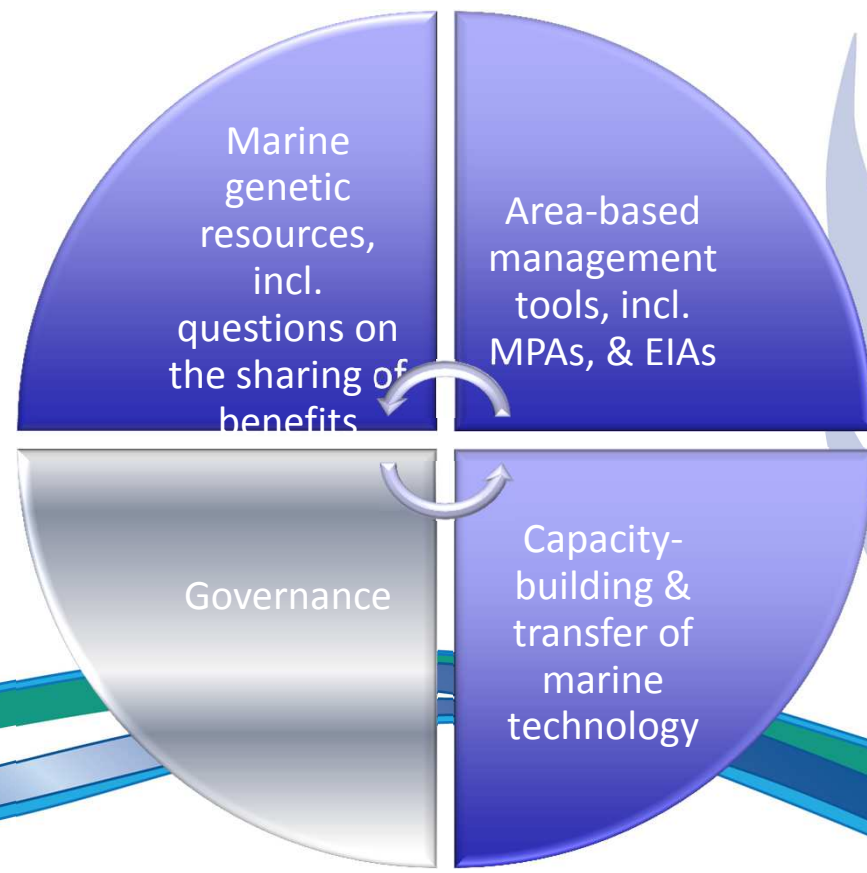 Marine
genetic
resources,
incl.
questions on
the sharing of
benefits
Area-based
management
tools, incl.
MPAs, & EIAs
Governance
Capacity-
building &
transfer of
marine
technology